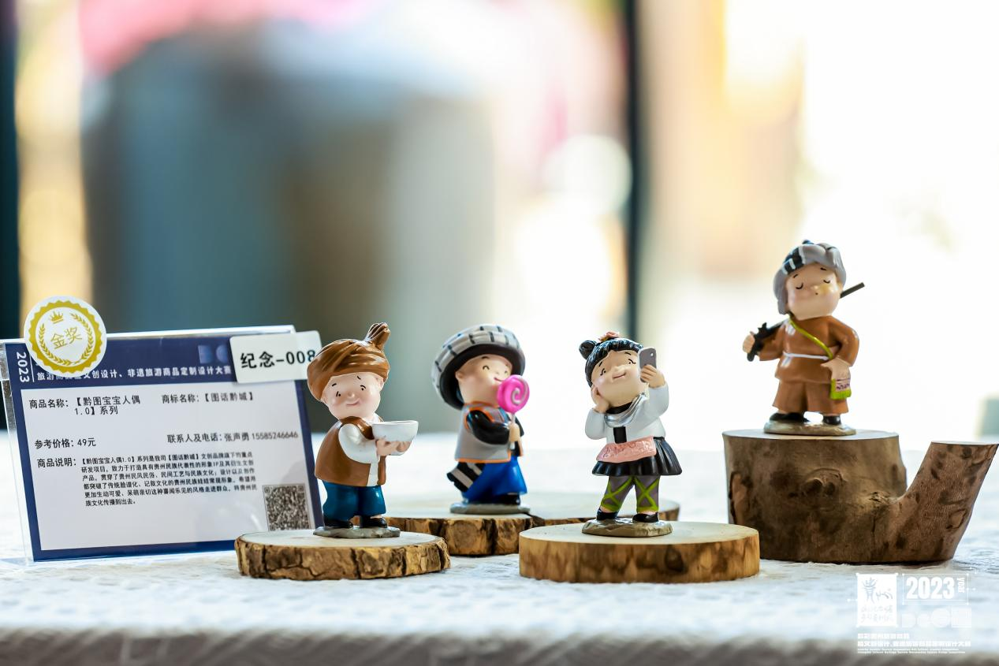 金奖
2023
旅游商品暨文创设计、非遗旅游商品定制设计大赛
纪念-008
商品名称：【黔图宝宝人偶
1.0】系列
商标名称：【图话黔城】
参考价格：49元
联系人及电话：张声勇 15585246646
商品说明：【黔图宝宝人偶1.0】系列是我司【图话黔城】文创品牌旗下的重点
研发项目，致力于打造具有贵州民族代表性的形象IP及其衍生文创
产品，贯穿了贵州民风民俗、民间工艺与民族文化；设计以及创作
都突破了传统脸谱化、记叙文化的贵州民族娃娃常规形象，希望用
更加生动可爱、呆萌亲切这种喜闻乐见的风格走进群众，将贵州民
族文化传播到出去。
2023
YEAR